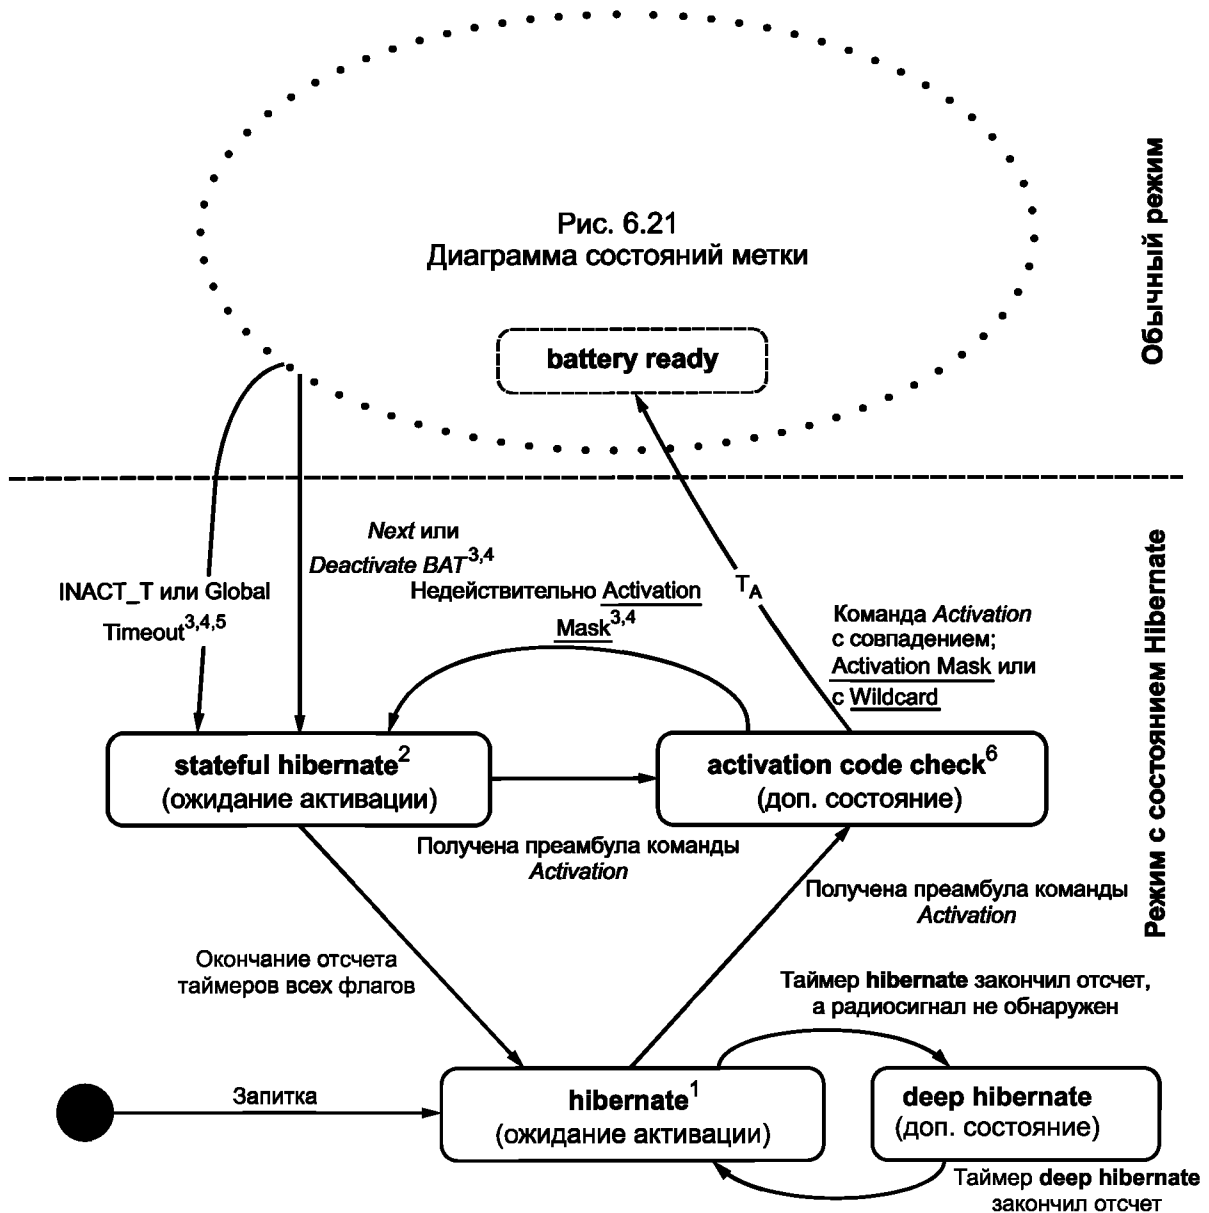 Рис. 6.21
Диаграмма состояний метки
battery ready
Обычный режим
Next или
Deactivate BAT3,4
INACT_T или Global
Timeout3,4,5
Недействительно Activation
Mask3,4
TA
Команда Activation
с совпадением;
Activation Mask или
с Wildcard
Режим с состоянием Hibernate
stateful hibernate2
(ожидание активации)
activation code check6
(доп. состояние)
Получена преамбула команды
Activation
Получена преамбула команды
Activation
Окончание отсчета
таймеров всех флагов
Таймер hibernate закончил отсчет,
а радиосигнал не обнаружен
Запитка
hibernate1
(ожидание активации)
deep hibernate
(доп. состояние)
Таймер deep hibernate
закончил отсчет